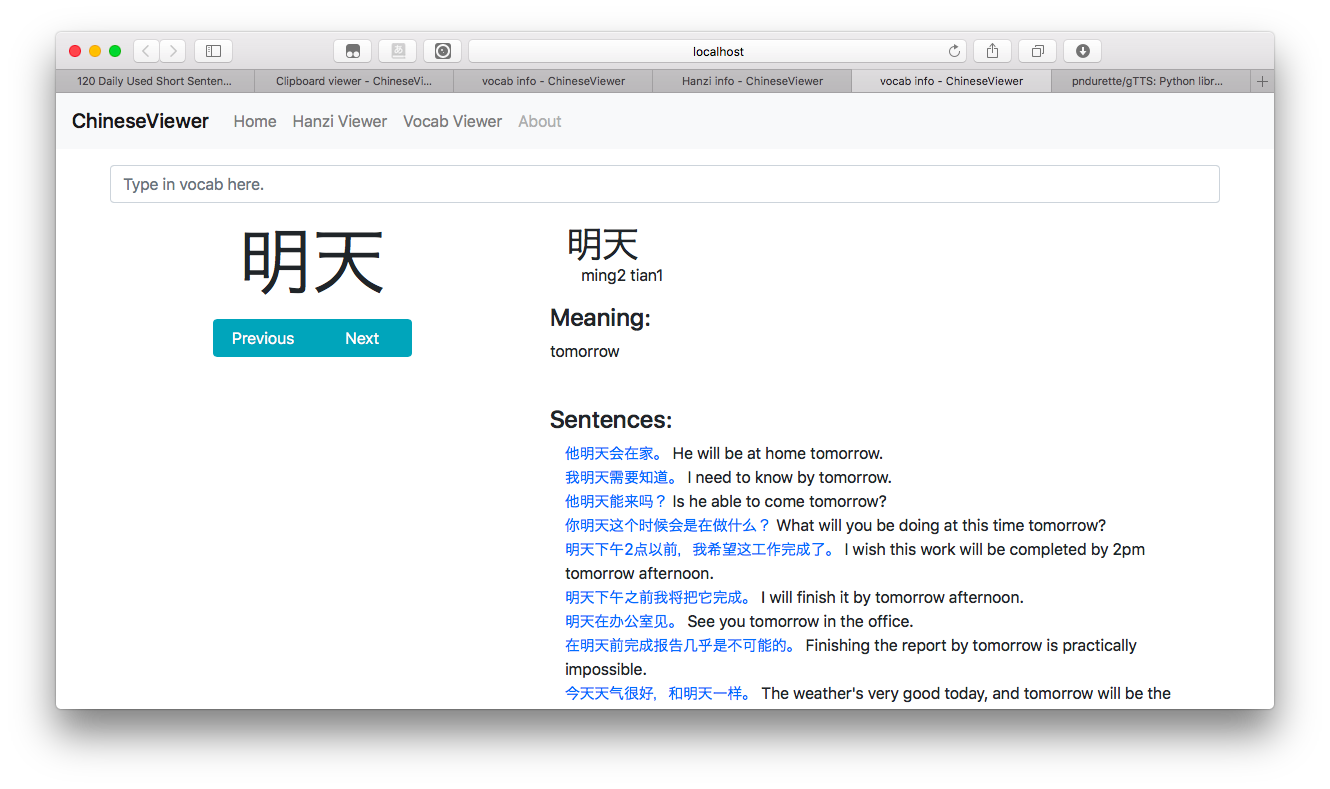 localhost
120 Daily Used Short Senten...
Clipboard viewer - ChineseVi...
vocab info - ChineseViewer
Hanzi info - ChineseViewer
vocab info - ChineseViewer
pndurette/gTTS: Python libr...
ChineseViewer Home Hanzi Viewer Vocab Viewer About
Type in vocab here.
明天
Previous Next
明天
ming2 tian1
Meaning:
tomorrow
Sentences:
他明天会在家。 He will be at home tomorrow.
我明天需要知道。 I need to know by tomorrow.
他明天能来吗？ Is he able to come tomorrow?
你明天这个时候会是在做什么？ What will you be doing at this time tomorrow?
明天下午2点以前，我希望这工作完成了。 I wish this work will be completed by 2pm
tomorrow afternoon.
明天下午之前我将把它完成。 I will finish it by tomorrow afternoon.
明天在办公室见。 See you tomorrow in the office.
在明天前完成报告几乎是不可能的。 Finishing the report by tomorrow is practically
impossible.
今天天气很好，和明天一样。 The weather's very good today, and tomorrow will be the